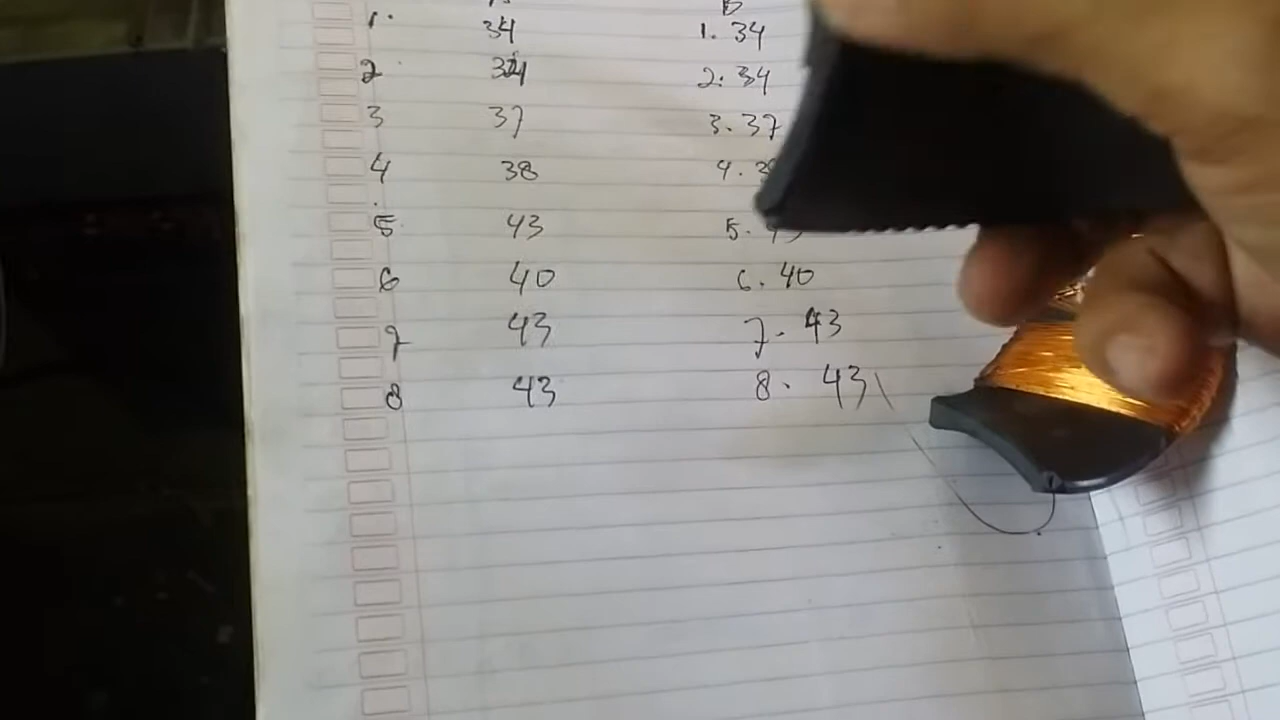 B
1. 34 1. 34
2. 34 2. 34
3 37 3. 37
4 38 4.
5. 43 5. 43
6 40 6. 40
7 43 7. 43
8 43 8. 43